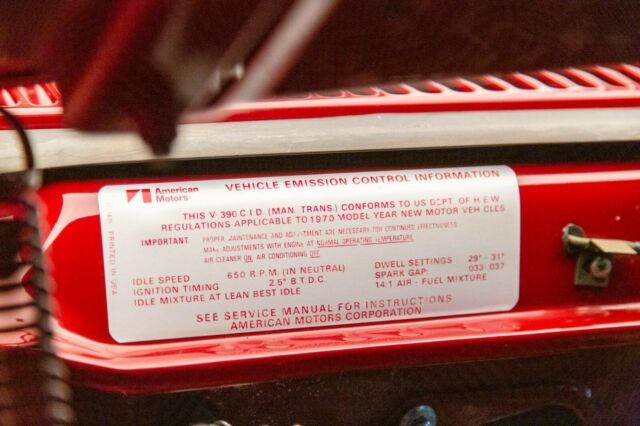 American
Motors
VEHICLE EMISSION CONTROL INFORMATION
THIS V-390 C.I.D (MAN. TRANS.) CONFORMS TO US DEPT. OF H.E.W.
REGULATIONS APPLICABLE TO 1970 MODEL YEAR NEW MOTOR VEHICLES
IMPORTANT. PROPER MAINTENANCE AND ADJUSTMENT ARE NECESSARY FOR CONTINUED EFFECTIVENESS
MAKE ADJUSTMENTS WITH ENGINE AT NORMAL OPERATING TEMPERATURE,
AIR CLEANER ON, AIR CONDITIONING OFF.
IDLE SPEED 650 R.P.M. (IN NEUTRAL) DWELL SETTINGS 29° - 31°
IGNITION TIMING 2.5° B.T.D.C. SPARK GAP: 033-037
IDLE MIXTURE AT LEAN BEST IDLE 14:1 AIR - FUEL MIXTURE
SEE SERVICE MANUAL FOR INSTRUCTIONS
AMERICAN MOTORS CORPORATION
PRINTED IN